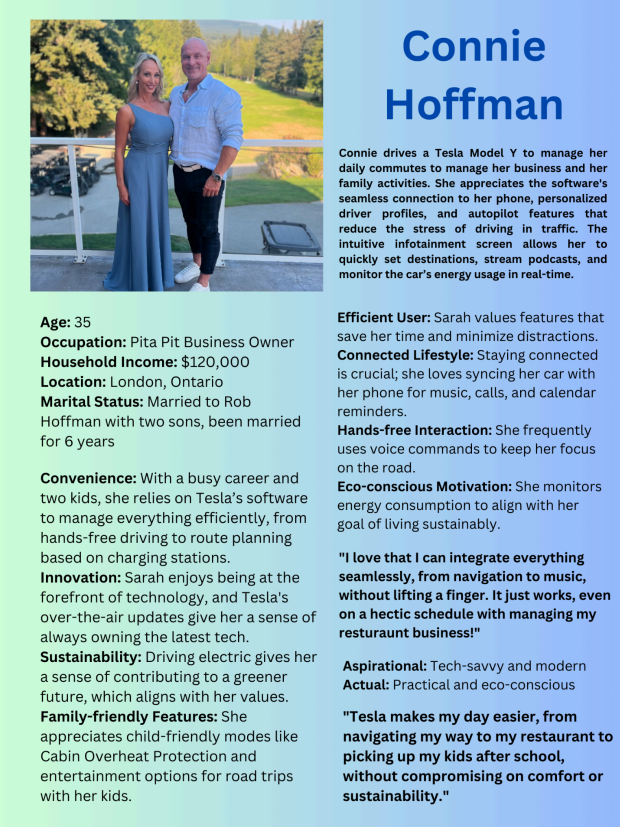 Connie
Hoffman
Connie drives a Tesla Model Y to manage her
daily commutes to manage her business and her
family activities. She appreciates the software's
seamless connection to her phone, personalized
driver profiles, and autopilot features that
reduce the stress of driving in traffic. The
intuitive infotainment screen allows her to
quickly set destinations, stream podcasts, and
monitor the car's energy usage in real-time.
Age: 35
Occupation: Pita Pit Business Owner
Household Income: $120,000
Location: London, Ontario
Marital Status: Married to Rob
Hoffman with two sons, been married
for 6 years
Convenience: With a busy career and
two kids, she relies on Tesla's software
to manage everything efficiently, from
hands-free driving to route planning
based on charging stations.
Innovation: Sarah enjoys being at the
forefront of technology, and Tesla's
over-the-air updates give her a sense of
always owning the latest tech.
Sustainability: Driving electric gives her
a sense of contributing to a greener
future, which aligns with her values.
Family-friendly Features: She
appreciates child-friendly modes like
Cabin Overheat Protection and
entertainment options for road trips
with her kids.
Efficient User: Sarah values features that
save her time and minimize distractions.
Connected Lifestyle: Staying connected
is crucial; she loves syncing her car with
her phone for music, calls, and calendar
reminders.
Hands-free Interaction: She frequently
uses voice commands to keep her focus
on the road.
Eco-conscious Motivation: She monitors
energy consumption to align with her
goal of living sustainably.
"I love that I can integrate everything
seamlessly, from navigation to music,
without lifting a finger. It just works, even
on a hectic schedule with managing my
resturaunt business!"
Aspirational: Tech-savvy and modern
Actual: Practical and eco-conscious
"Tesla makes my day easier, from
navigating my way to my restaurant to
picking up my kids after school,
without compromising on comfort or
sustainability."